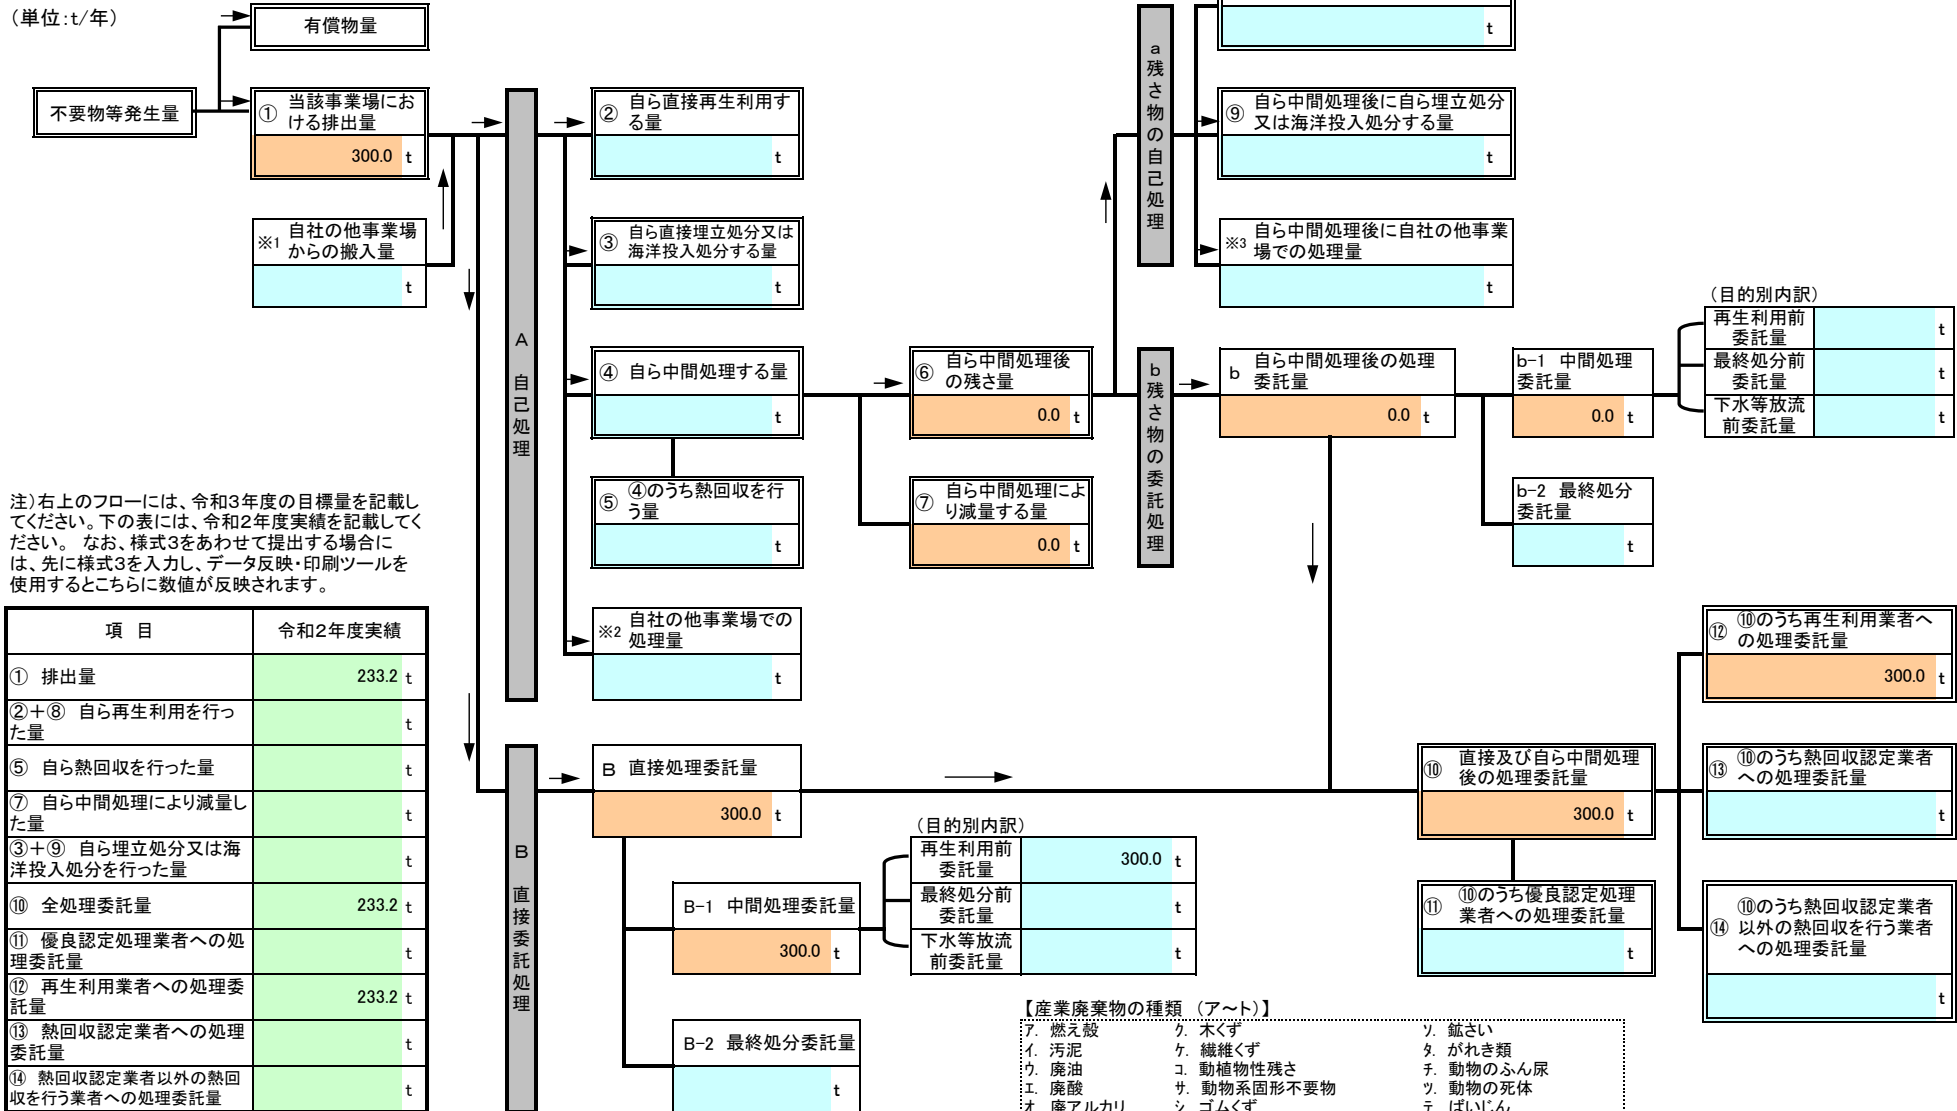 （単位：t/年）
有償物量
不要物等発生量
① 当該事業場にお
ける排出量
300.0 t
※1 自社の他事業場
からの搬入量
t
A 自己処理
② 自ら直接再生利用す
る量
t
③ 自ら直接埋立処分又は
海洋投入処分する量
t
④ 自ら中間処理する量
t
⑤ ④のうち熱回収を行
う量
t
※2 自社の他事業場での
処理量
t
⑥ 自ら中間処理後
の残さ量
0.0 t
⑦ 自ら中間処理によ
り減量する量
0.0 t
a 残さ物の自己処理
t
⑨ 自ら中間処理後に自ら埋立処分
又は海洋投入処分する量
t
※3 自ら中間処理後に自社の他事業
場での処理量
t
b 残さ物の委託処理
b 自ら中間処理後の処理
委託量
0.0 t
b-1 中間処理
委託量
0.0 t
（目的別内訳）
再生利用前
委託量
t
最終処分前
委託量
t
下水等放流
前委託量
t
b-2 最終処分
委託量
t
注）右上のフローには、令和3年度の目標量を記載し
てください。下の表には、令和2年度実績を記載してく
ださい。 なお、様式3をあわせて提出する場合に
は、先に様式3を入力し、データ反映・印刷ツールを
使用するとこちらに数値が反映されます。
項 目 令和2年度実績
① 排出量 233.2 t
②＋⑧ 自ら再生利用を行っ
た量 t
⑤ 自ら熱回収を行った量 t
⑦ 自ら中間処理により減量し
た量 t
③＋⑨ 自ら埋立処分又は海
洋投入処分を行った量 t
⑩ 全処理委託量 233.2 t
⑪ 優良認定処理業者への処
理委託量 t
⑫ 再生利用業者への処理委
託量 233.2 t
⑬ 熱回収認定業者への処理
委託量 t
⑭ 熱回収認定業者以外の熱回
収を行う業者への処理委託量 t
B 直接委託処理
B 直接処理委託量
300.0 t
B-1 中間処理委託量
300.0 t
（目的別内訳）
再生利用前
委託量
300.0 t
最終処分前
委託量
t
下水等放流
前委託量
t
B-2 最終処分委託量
t
⑩ 直接及び自ら中間処理
後の処理委託量
300.0 t
⑪ ⑩のうち優良認定処理
業者への処理委託量
t
⑫ ⑩のうち再生利用業者へ
の処理委託量
300.0 t
⑬ ⑩のうち熱回収認定業者
への処理委託量
t
⑭ ⑩のうち熱回収認定業者
以外の熱回収を行う業者
への処理委託量
t
【産業廃棄物の種類 （ア～ト）】
ア. 燃え殻 ク. 木くず ソ. 鉱さい
イ. 汚泥 ケ. 繊維くず タ. がれき類
ウ. 廃油 コ. 動植物性残さ チ. 動物のふん尿
エ. 廃酸 サ. 動物系固形不要物 ツ. 動物の死体
オ. 廃アルカリ シ. ゴムくず テ. ばいじん